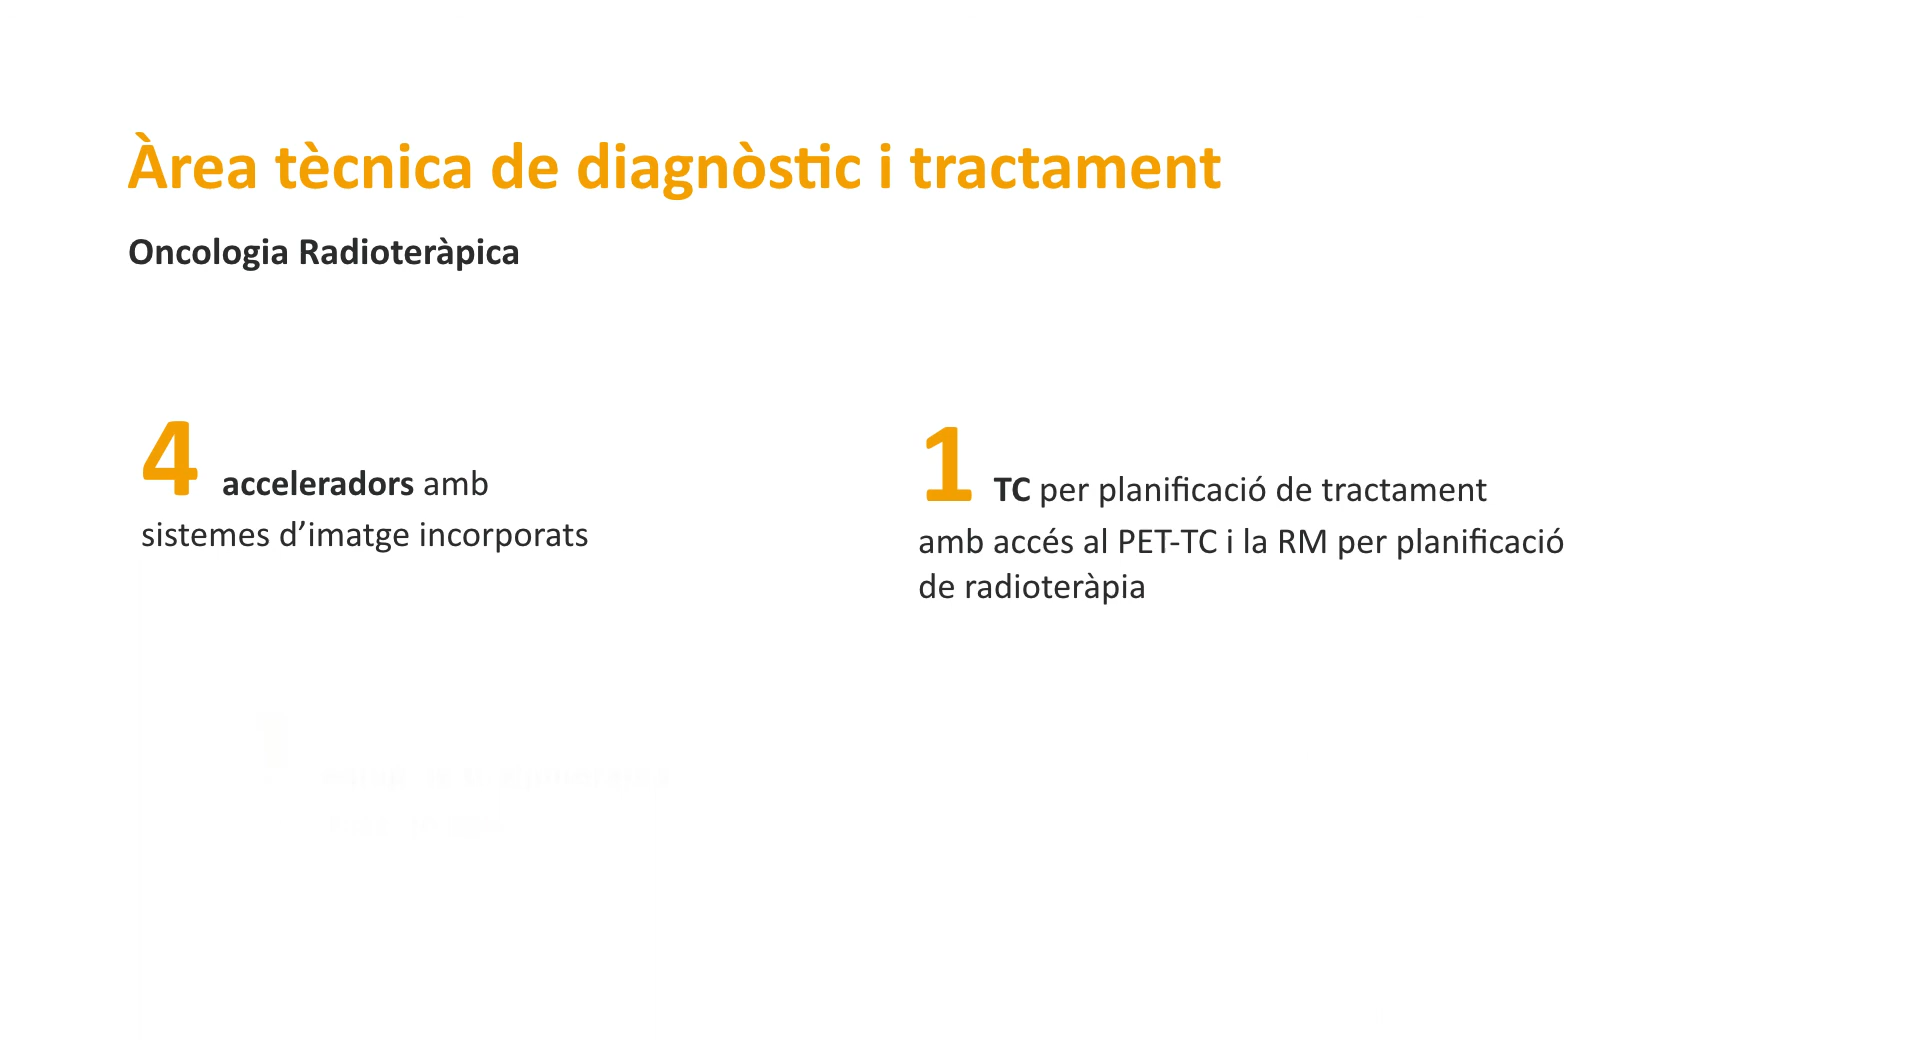 Àrea tècnica de diagnòstic i tractament
Oncologia Radioteràpica
4 acceleradors amb
sistemes d’imatge incorporats
1 TC per planificació de tractament
amb accés al PET-TC i la RM per planificació
de radioteràpia